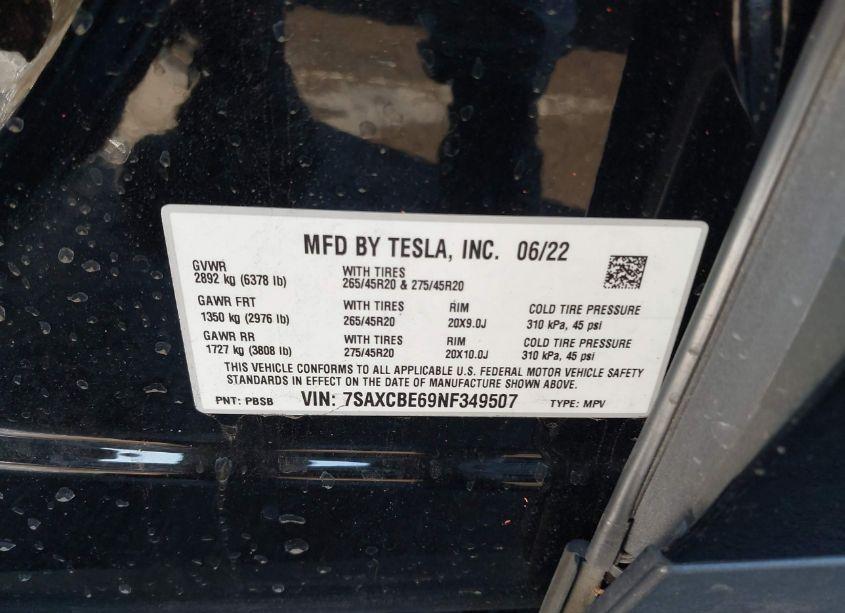 MFD BY TESLA, INC. 06/22
GVWR
2892 kg (6378 lb)
WITH TIRES
265/45R20 & 275/45R20
GAWR FRT
1350 kg (2976 lb)
WITH TIRES
265/45R20
RIM
20X9.0J
COLD TIRE PRESSURE
310 kPa, 45 psi
GAWR RR
1727 kg (3808 lb)
WITH TIRES
275/45R20
RIM
20X10.0J
COLD TIRE PRESSURE
310 kPa, 45 psi
THIS VEHICLE CONFORMS TO ALL APPLICABLE U.S. FEDERAL MOTOR VEHICLE SAFETY
STANDARDS IN EFFECT ON THE DATE OF MANUFACTURE SHOWN ABOVE.
PNT: PBSB VIN: 7SAXCBE69NF349507 TYPE: MPV